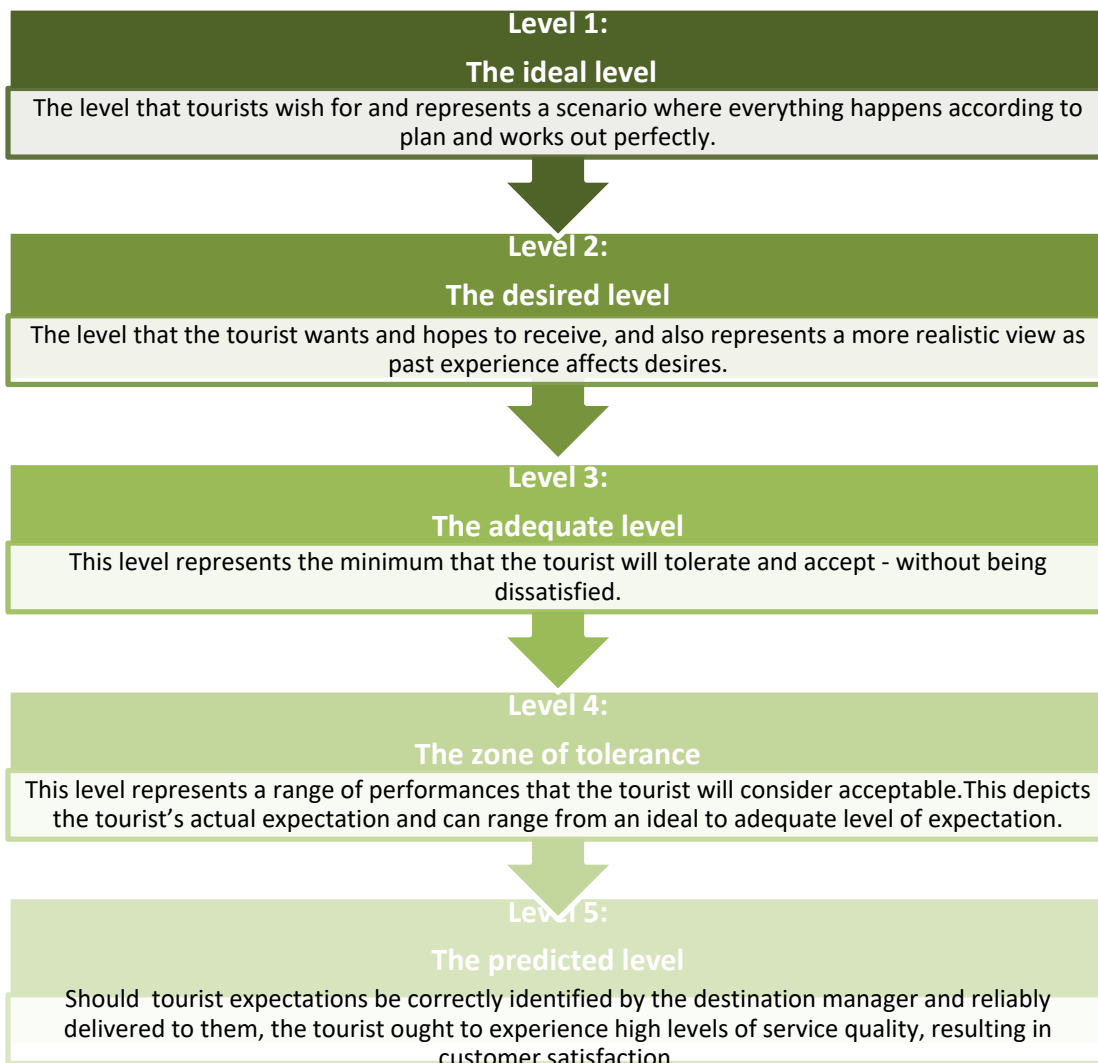 Level 1:
The ideal level
The level that tourists wish for and represents a scenario where everything happens according to
plan and works out perfectly.
Level 2:
The desired level
The level that the tourist wants and hopes to receive, and also represents a more realistic view as
past experience affects desires.
Level 3:
The adequate level
This level represents the minimum that the tourist will tolerate and accept - without being
dissatisfied.
Level 4:
The zone of tolerance
This level represents a range of performances that the tourist will consider acceptable.This depicts
the tourist’s actual expectation and can range from an ideal to adequate level of expectation.
Level 5:
The predicted level
Should  tourist expectations be correctly identified by the destination manager and reliably
delivered to them, the tourist ought to experience high levels of service quality, resulting in
customer satisfaction